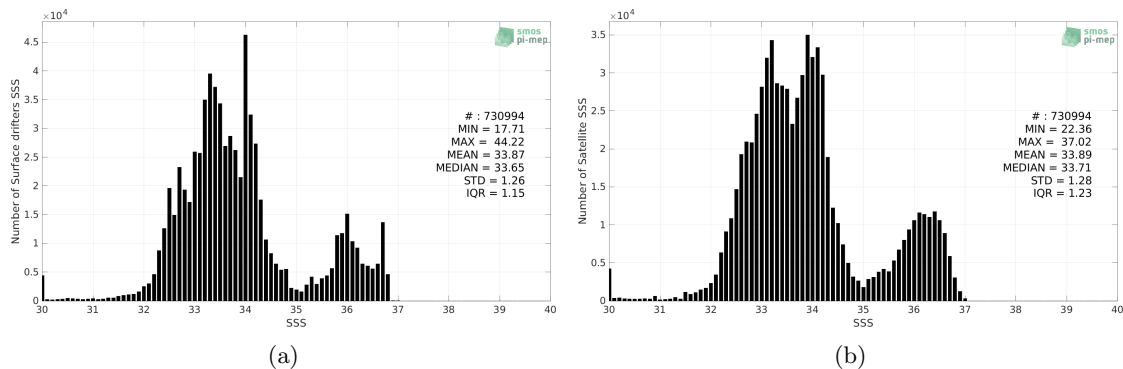 ×10⁴
4.5
4
3.5
3
2.5
2
1.5
1
0.5
0
Number of Surface drifters SSS
30 31 32 33 34 35 36 37 38 39 40
SSS
smos
pi-mep
# : 730994
MIN = 17.71
MAX = 44.22
MEAN = 33.87
MEDIAN = 33.65
STD = 1.26
IQR = 1.15
(a)
×10⁴
3.5
3
2.5
2
1.5
1
0.5
0
Number of Satellite SSS
30 31 32 33 34 35 36 37 38 39 40
SSS
smos
pi-mep
# : 730994
MIN = 22.36
MAX = 37.02
MEAN = 33.89
MEDIAN = 33.71
STD = 1.28
IQR = 1.23
(b)